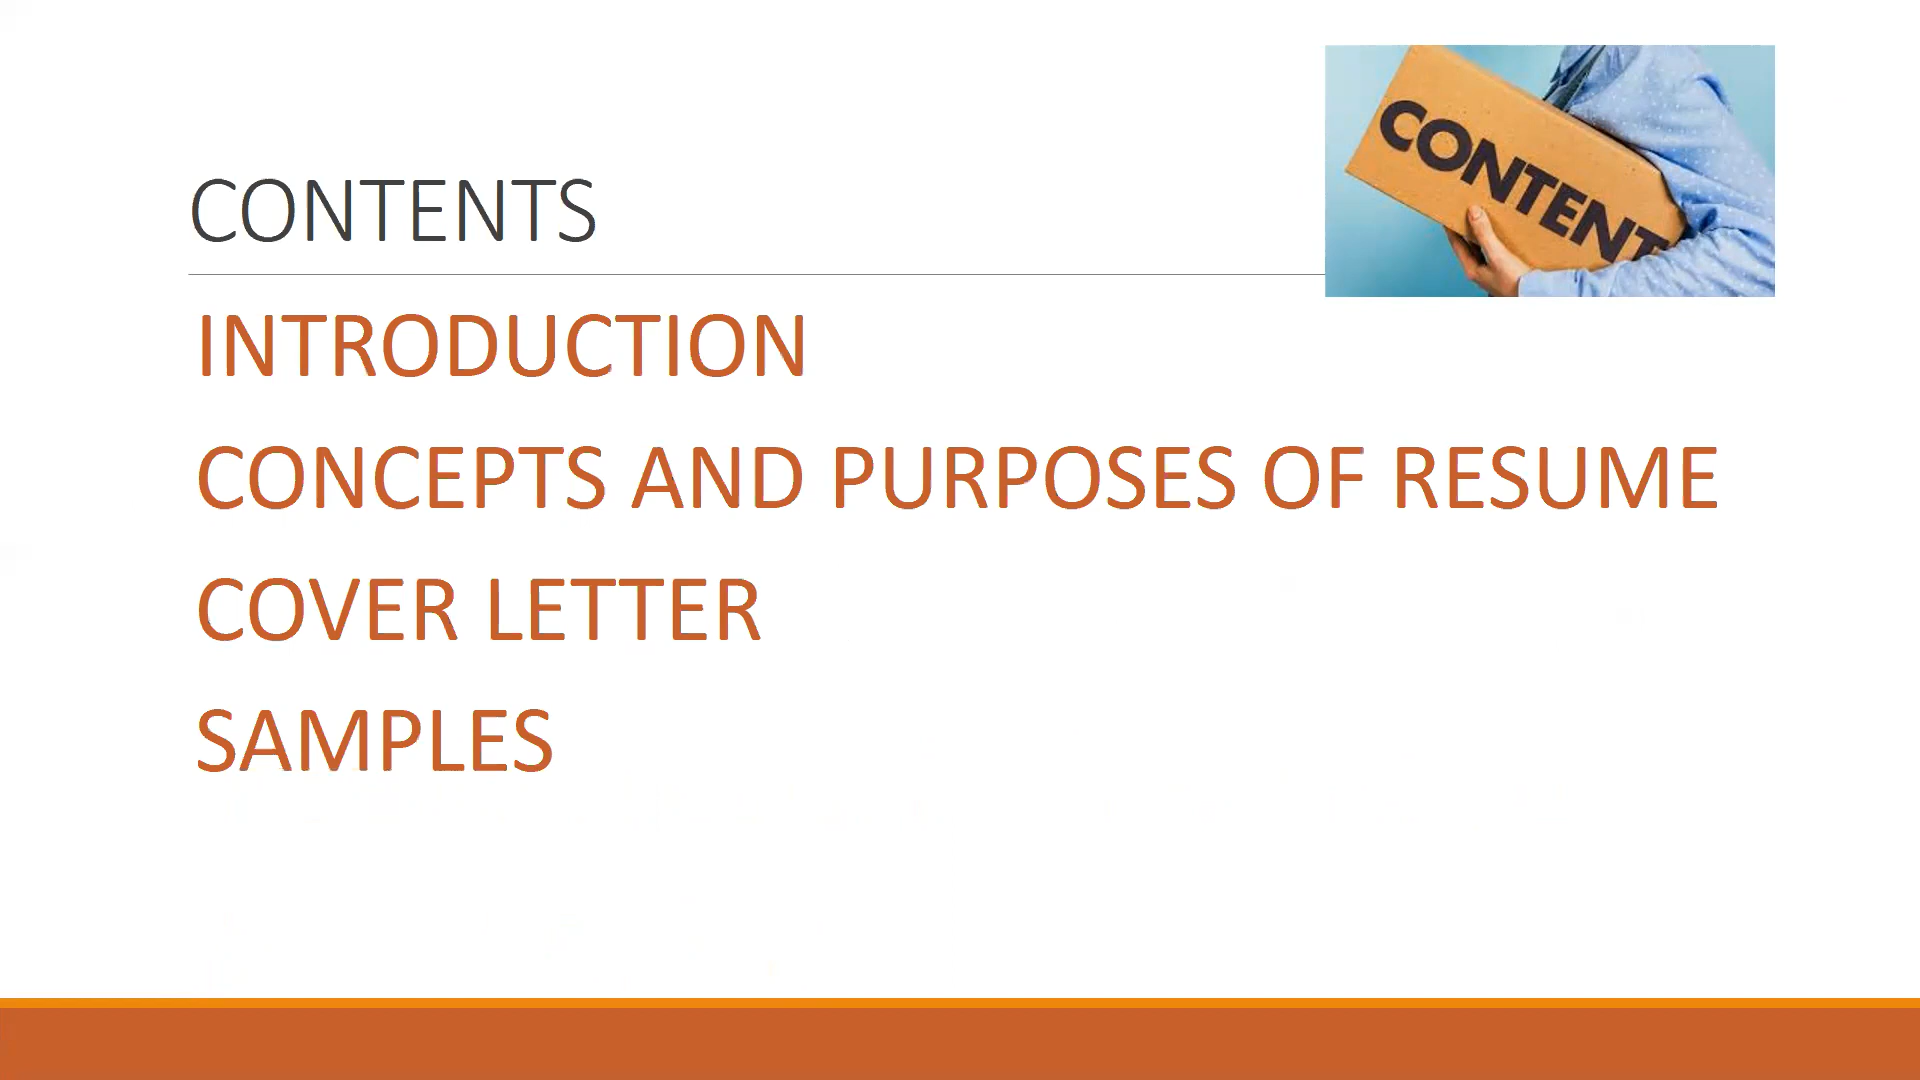 CONTENT
CONTENTS
INTRODUCTION
CONCEPTS AND PURPOSES OF RESUME
COVER LETTER
SAMPLES